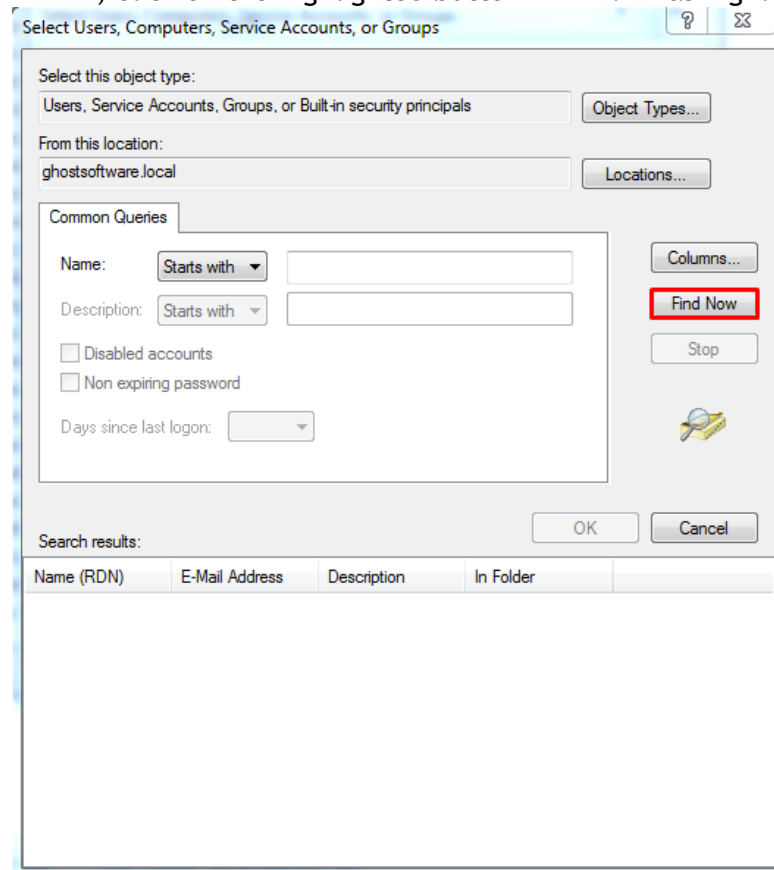 Select Users, Computers, Service Accounts, or Groups
Select this object type:
Users, Service Accounts, Groups, or Built-in security principals
Object Types...
From this location:
ghostsoftware.local
Locations...
Common Queries
Name:
Starts with
Columns...
Description:
Starts with
Find Now
Disabled accounts
Stop
Non expiring password
Days since last logon:
OK
Cancel
Search results:
Name (RDN) E-Mail Address Description In Folder